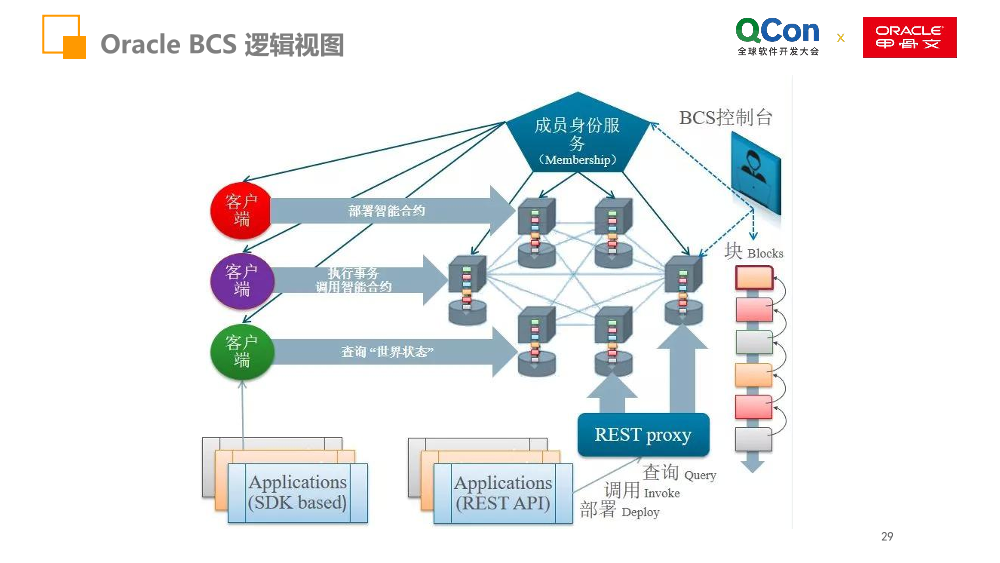 Oracle BCS 逻辑视图
QCon
全球软件开发大会
x
ORACLE
甲骨文
成员身份服
务
（Membership）
BCS控制台
客户
端
部署智能合约
客户
端
执行事务
调用智能合约
块 Blocks
客户
端
查询 “世界状态”
REST proxy
查询 Query
调用 Invoke
部署 Deploy
Applications
(SDK based)
Applications
(REST API)
29